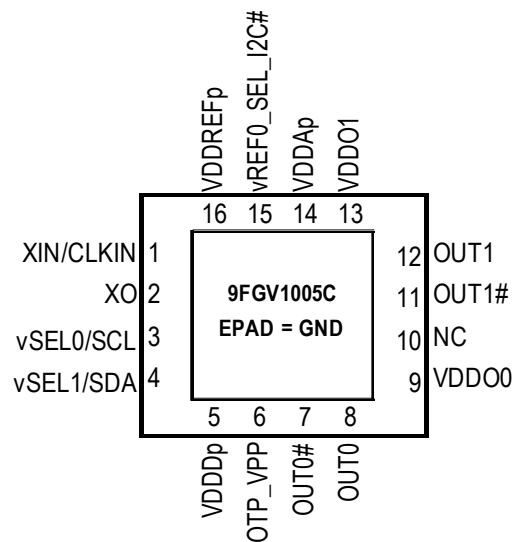 VDDREFp
vREF0_SEL_I2C#
VDDAp
VDDO1
16 15 14 13
XIN/CLKIN 1
XO 2
vSEL0/SCL 3
vSEL1/SDA 4
9FGV1005C
EPAD = GND
12 OUT1
11 OUT1#
10 NC
9 VDDO0
5 6 7 8
VDDDp
OTP_VPP
OUT0#
OUT0